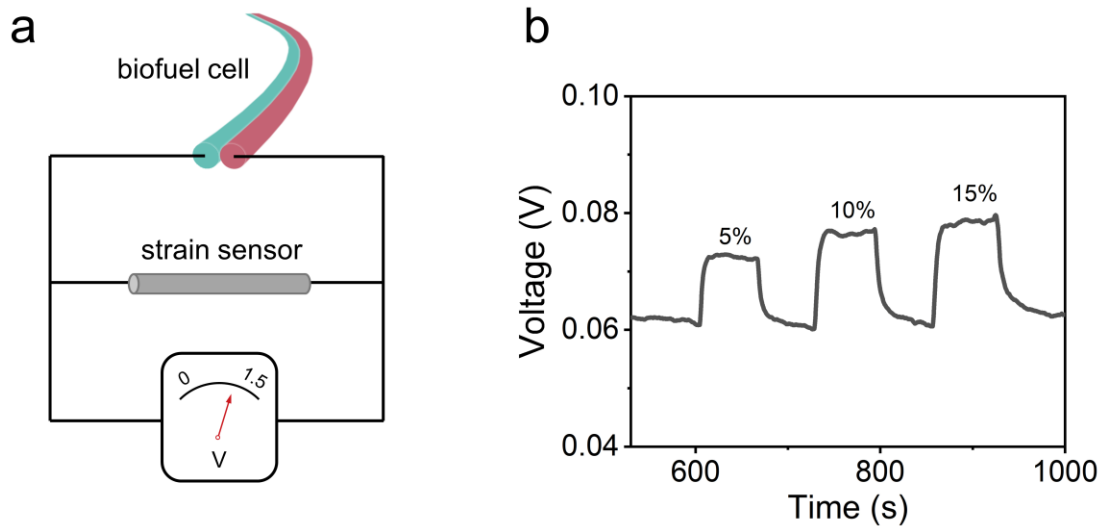 a
biofuel cell
strain sensor
0
1.5
V
b
0.10
0.08
0.06
0.04
Voltage (V)
5%
10%
15%
600
800
1000
Time (s)